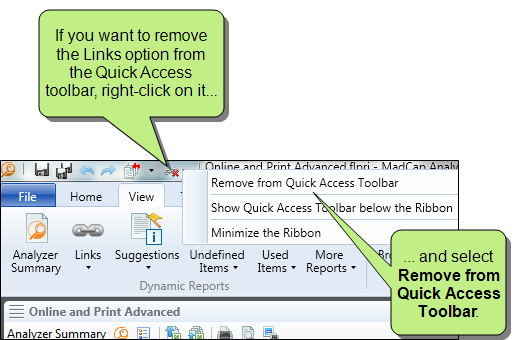 If you want to remove
the Links option from
the Quick Access
toolbar, right-click on it...
Online and Print Advanced.flprj - MadCap Analy
Remove from Quick Access Toolbar
Show Quick Access Toolbar below the Ribbon
Minimize the Ribbon
File
Home
View
Analyzer
Summary
Links
Suggestions
Undefined
Items
Used
Items
More
Reports
Dynamic Reports
... and select
Remove from
Quick Access
Toolbar.
Online and Print Advanced
Analyzer Summary